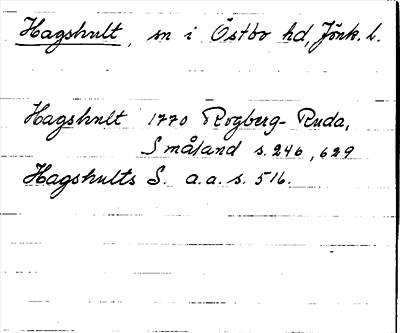 Hagshult, sn i Östbo hd, Jönk. l.
Hagshult 1770 Rogberg-Ruda,
Småland s. 246, 629
Hagshults S. a.a. s. 516.